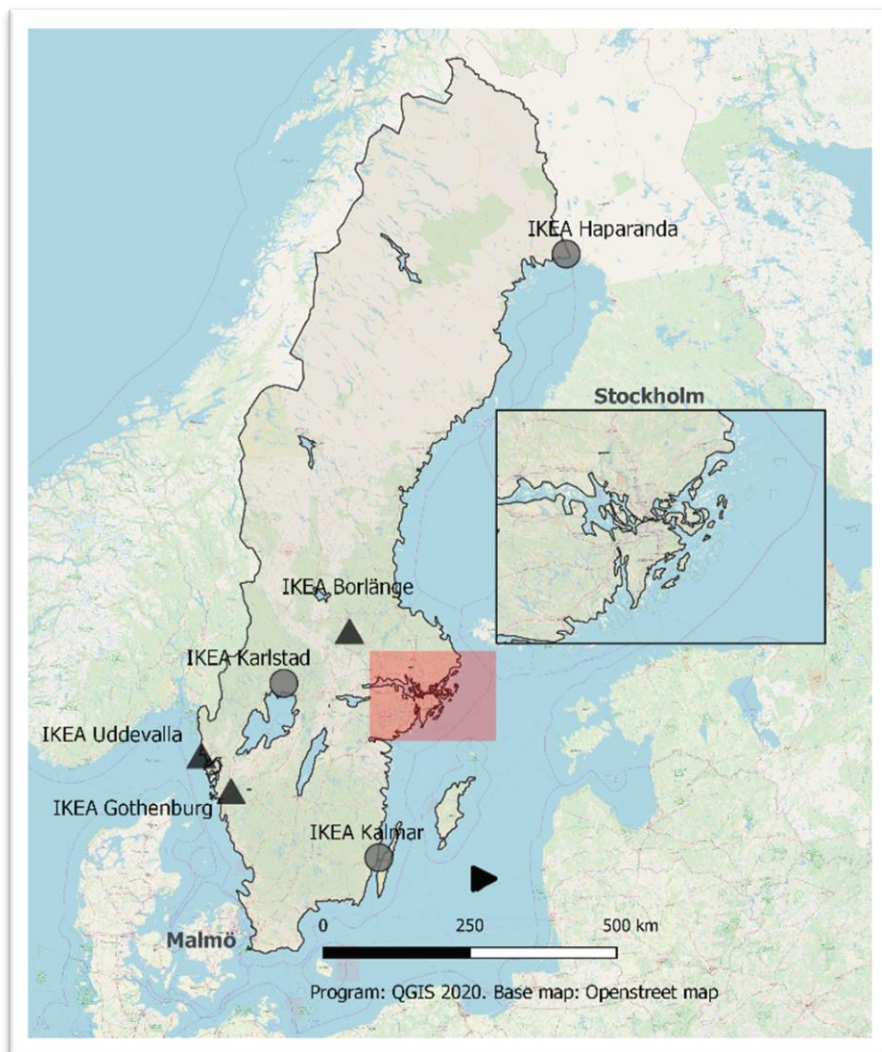 IKEA Haparanda
Stockholm
IKEA Borlänge
IKEA Karlstad
IKEA Uddevalla
IKEA Gothenburg
IKEA Kalmar
Malmö
0 250 500 km
Program: QGIS 2020. Base map: Openstreet map